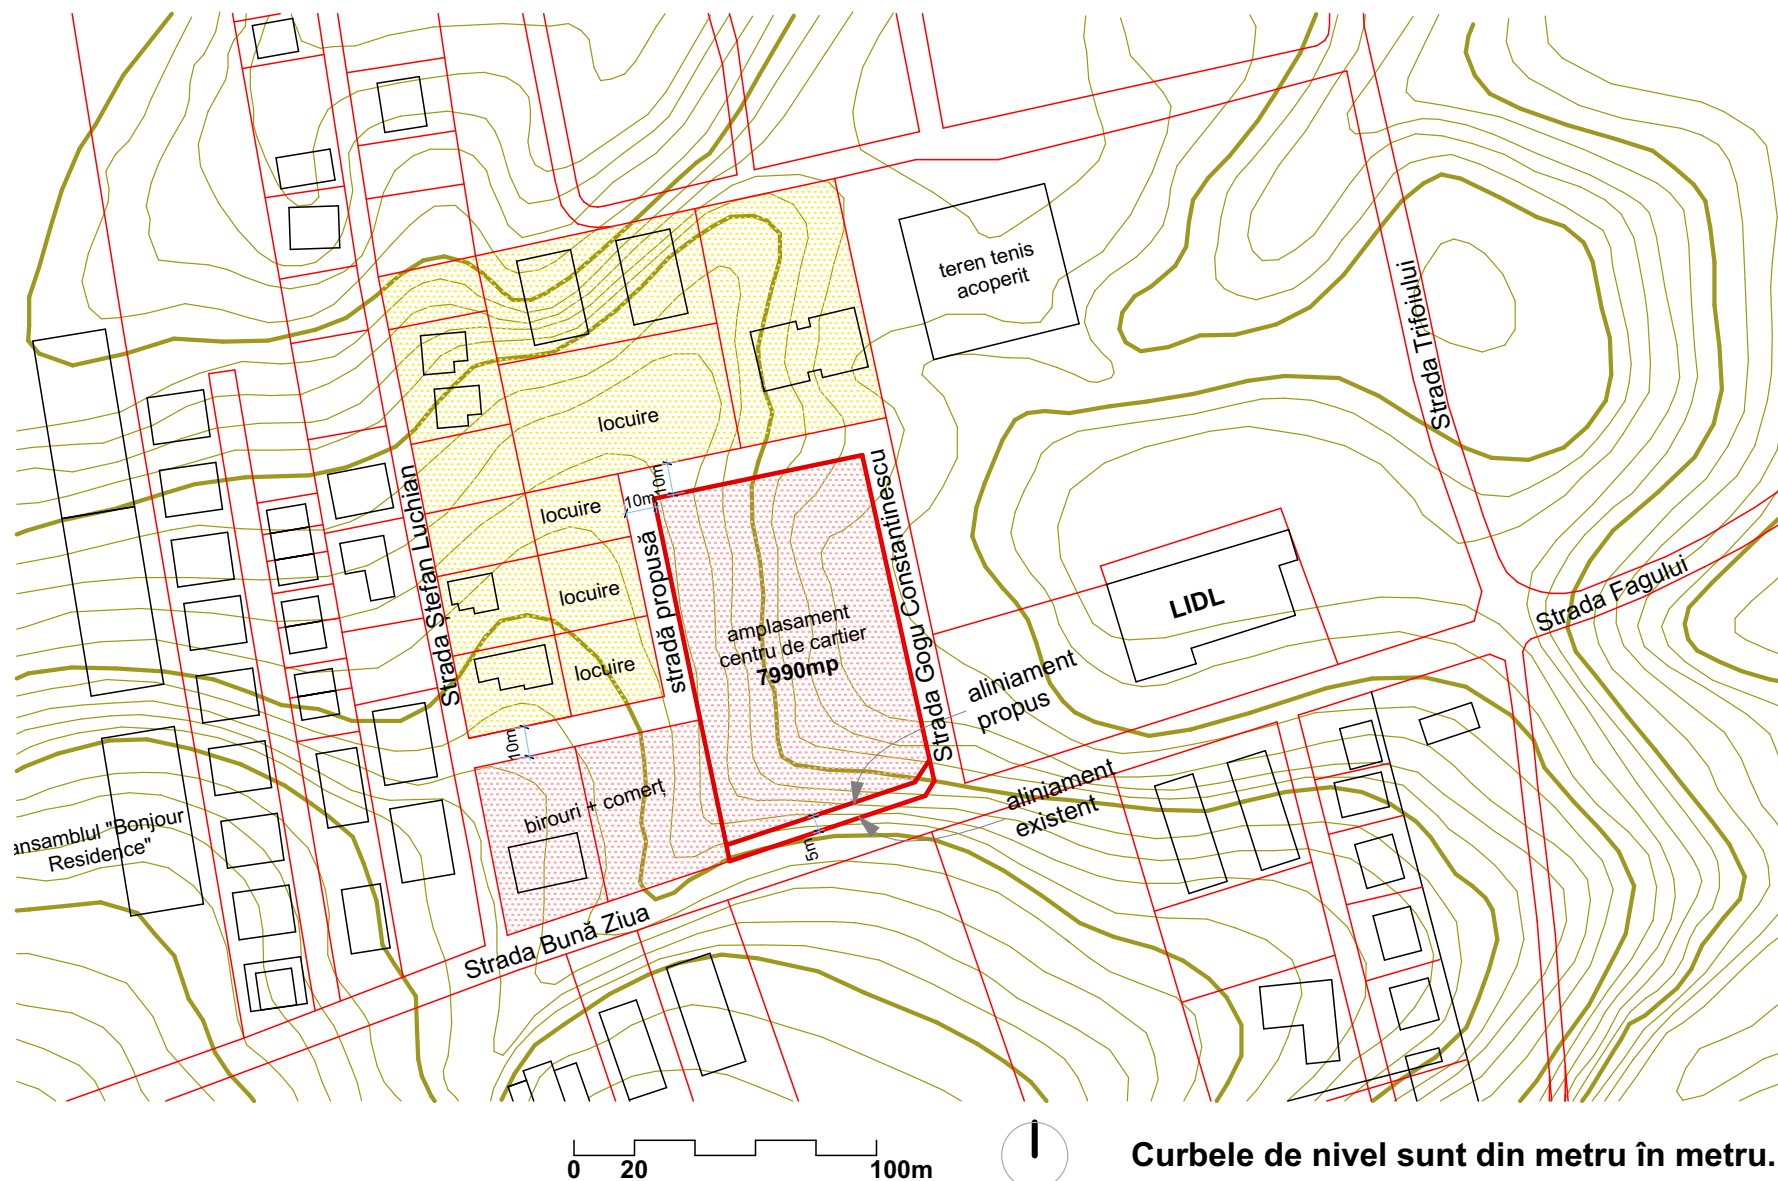 teren tenis
acoperit
Strada Trifoiului
locuire
10m
10m
locuire
Strada Ștefan Luchian
stradă propusă
Strada Gogu Constantinescu
locuire
locuire
amplasament
centru de cartier
7990mp
LIDL
Strada Fagului
aliniament
propus
10m
birouri + comerț
aliniament
existent
5m
ansamblul "Bonjour
Residence"
Strada Bună Ziua
0 20 100m
Curbele de nivel sunt din metru în metru.